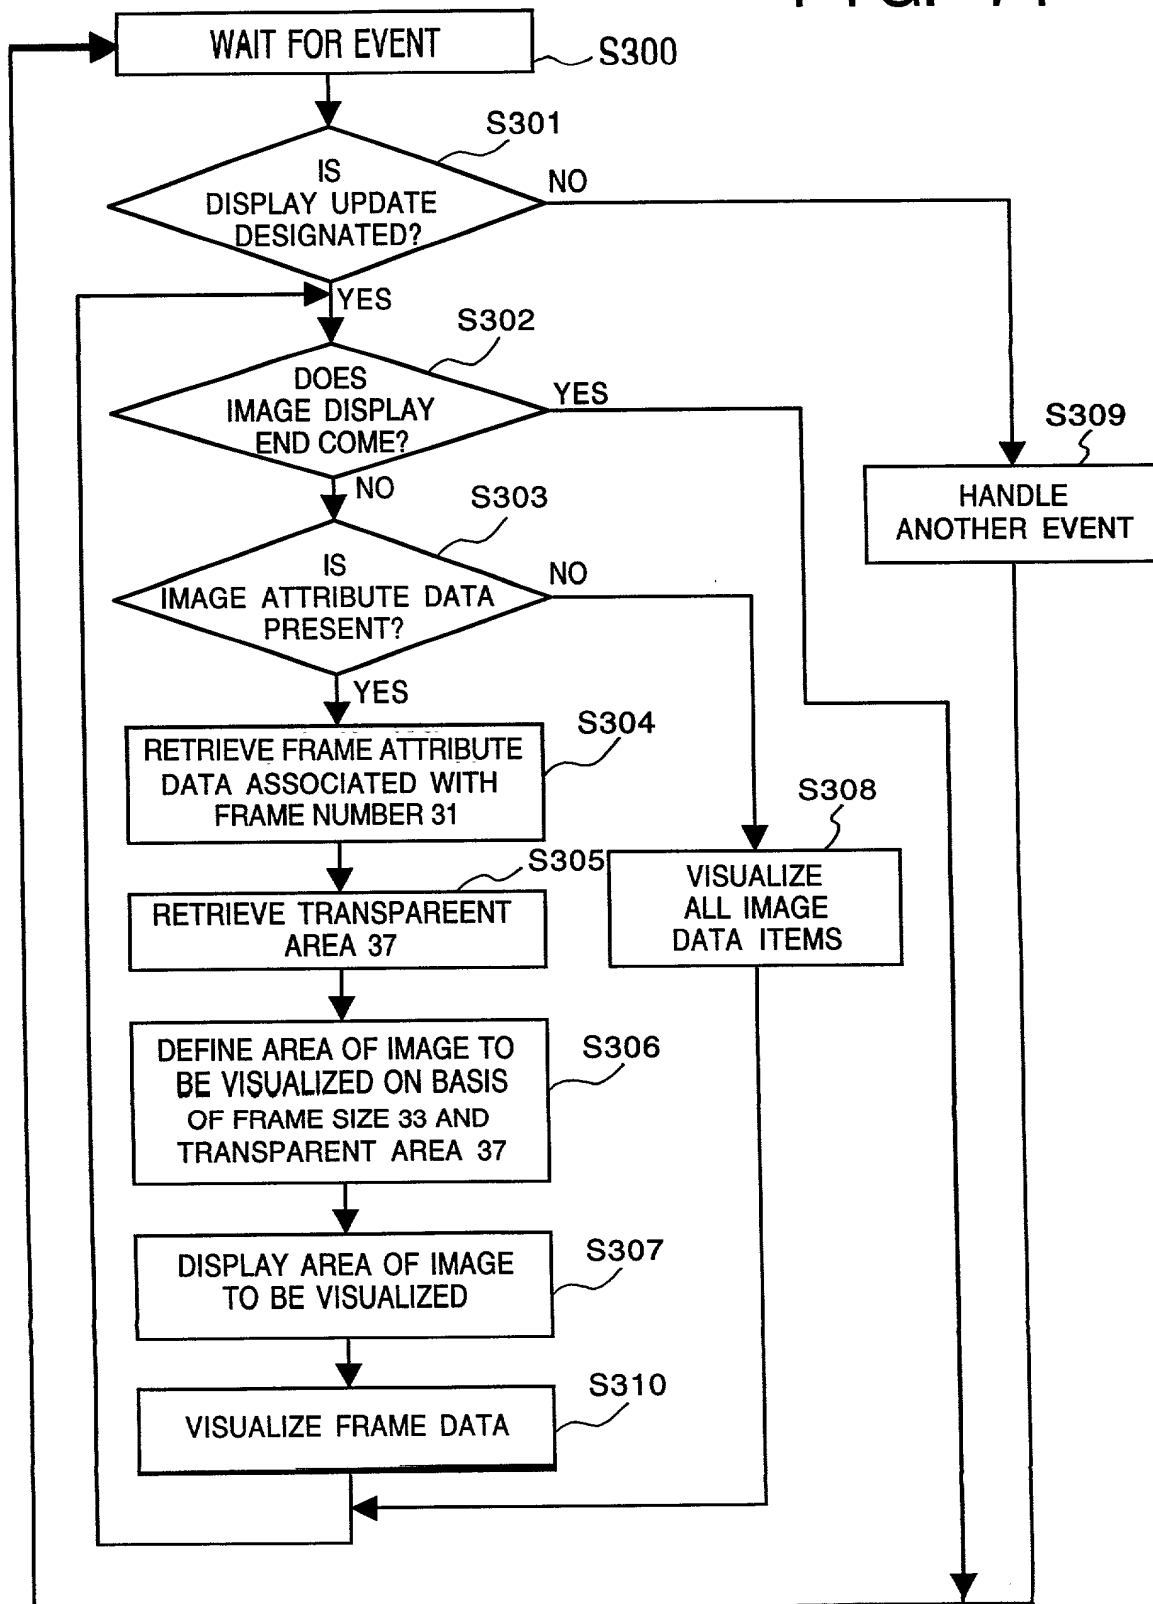 WAIT FOR EVENT
S300
S301
IS
DISPLAY UPDATE
DESIGNATED?
NO
YES
S302
DOES
IMAGE DISPLAY
END COME?
YES
NO
S303
IS
IMAGE ATTRIBUTE DATA
PRESENT?
NO
YES
S309
HANDLE
ANOTHER EVENT
S304
RETRIEVE FRAME ATTRIBUTE
DATA ASSOCIATED WITH
FRAME NUMBER 31
S305
RETRIEVE TRANSPAREENT
AREA 37
S308
VISUALIZE
ALL IMAGE
DATA ITEMS
S306
DEFINE AREA OF IMAGE TO
BE VISUALIZED ON BASIS
OF FRAME SIZE 33 AND
TRANSPARENT AREA 37
S307
DISPLAY AREA OF IMAGE
TO BE VISUALIZED
S310
VISUALIZE FRAME DATA